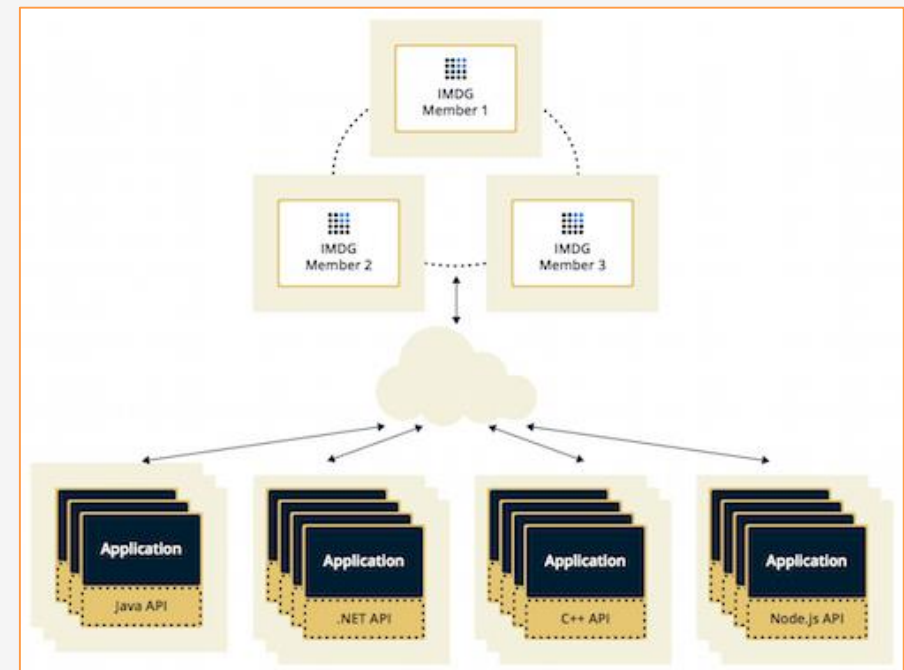 IMDG
Member 1
IMDG
Member 2
IMDG
Member 3
Application
Java API
Application
.NET API
Application
C++ API
Application
Node.js API